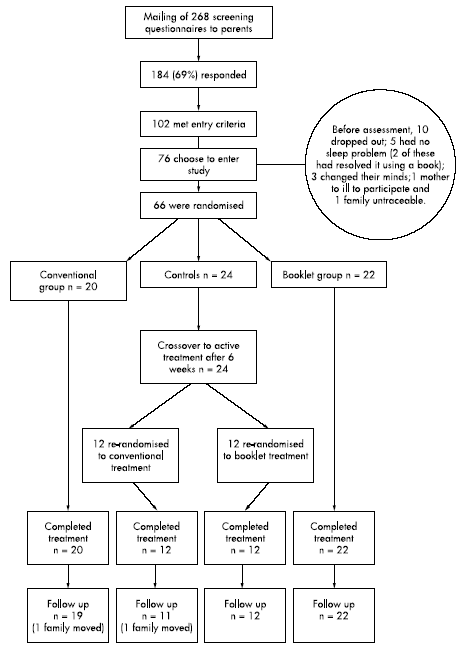 Mailing of 268 screening
questionnaires to parents
184 (69%) responded
102 met entry criteria
76 choose to enter
study
Before assessment, 10
dropped out; 5 had no
sleep problem (2 of these
had resolved it using a book);
3 changed their minds; 1 mother
to ill to participate and
1 family untraceable.
66 were randomised
Conventional
group n = 20
Controls n = 24
Booklet group n = 22
Crossover to active
treatment after 6
weeks n = 24
12 re-randomised
to conventional
treatment
12 re-randomised
to booklet treatment
Completed
treatment
n = 20
Completed
treatment
n = 12
Completed
treatment
n = 12
Completed
treatment
n = 22
Follow up
n = 19
(1 family moved)
Follow up
n = 11
(1 family moved)
Follow up
n = 12
Follow up
n = 22